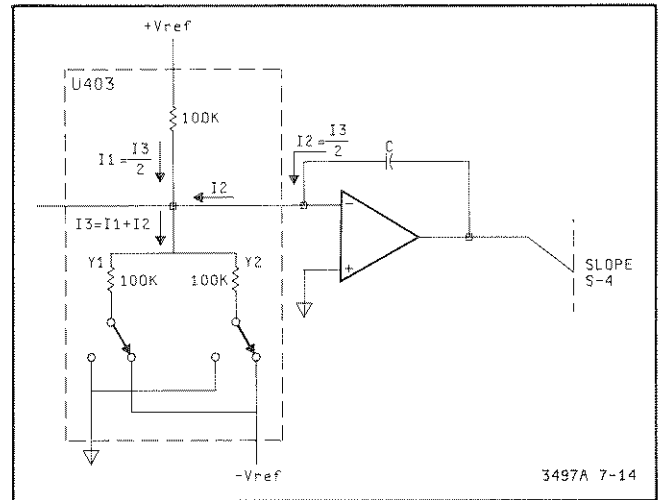 +Vref
U403
100K
I1=I3/2
I2=I3/2
C
I2
I3=I1+I2
−
+
Y1
100K
100K
Y2
SLOPE
S-4
-Vref
3497A 7-14